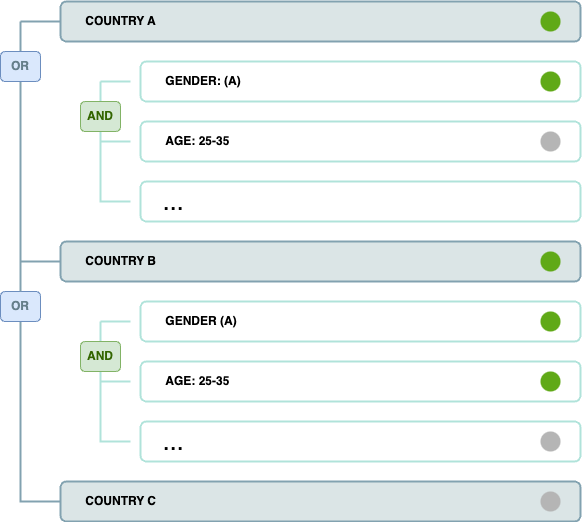 COUNTRY A
OR
GENDER: (A)
AND
AGE: 25-35
...
COUNTRY B
OR
GENDER (A)
AND
AGE: 25-35
...
COUNTRY C